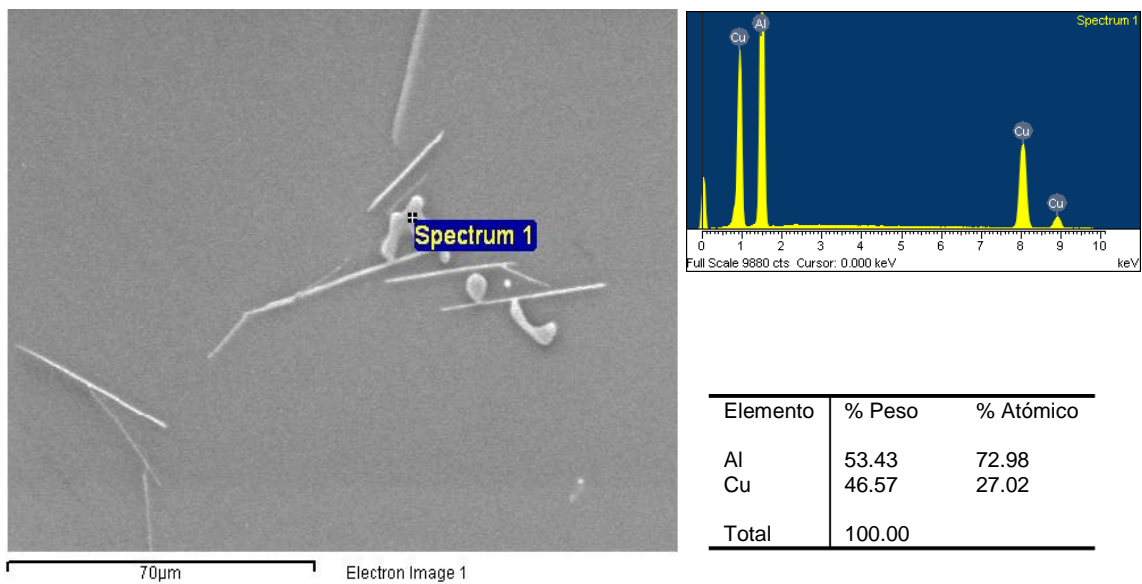 Spectrum 1
70µm
Electron Image 1
Spectrum 1
Cu
Al
Cu
Cu
0 1 2 3 4 5 6 7 8 9 10
Full Scale 9880 cts Cursor: 0.000 keV
keV
Elemento % Peso % Atómico
Al 53.43 72.98
Cu 46.57 27.02
Total 100.00